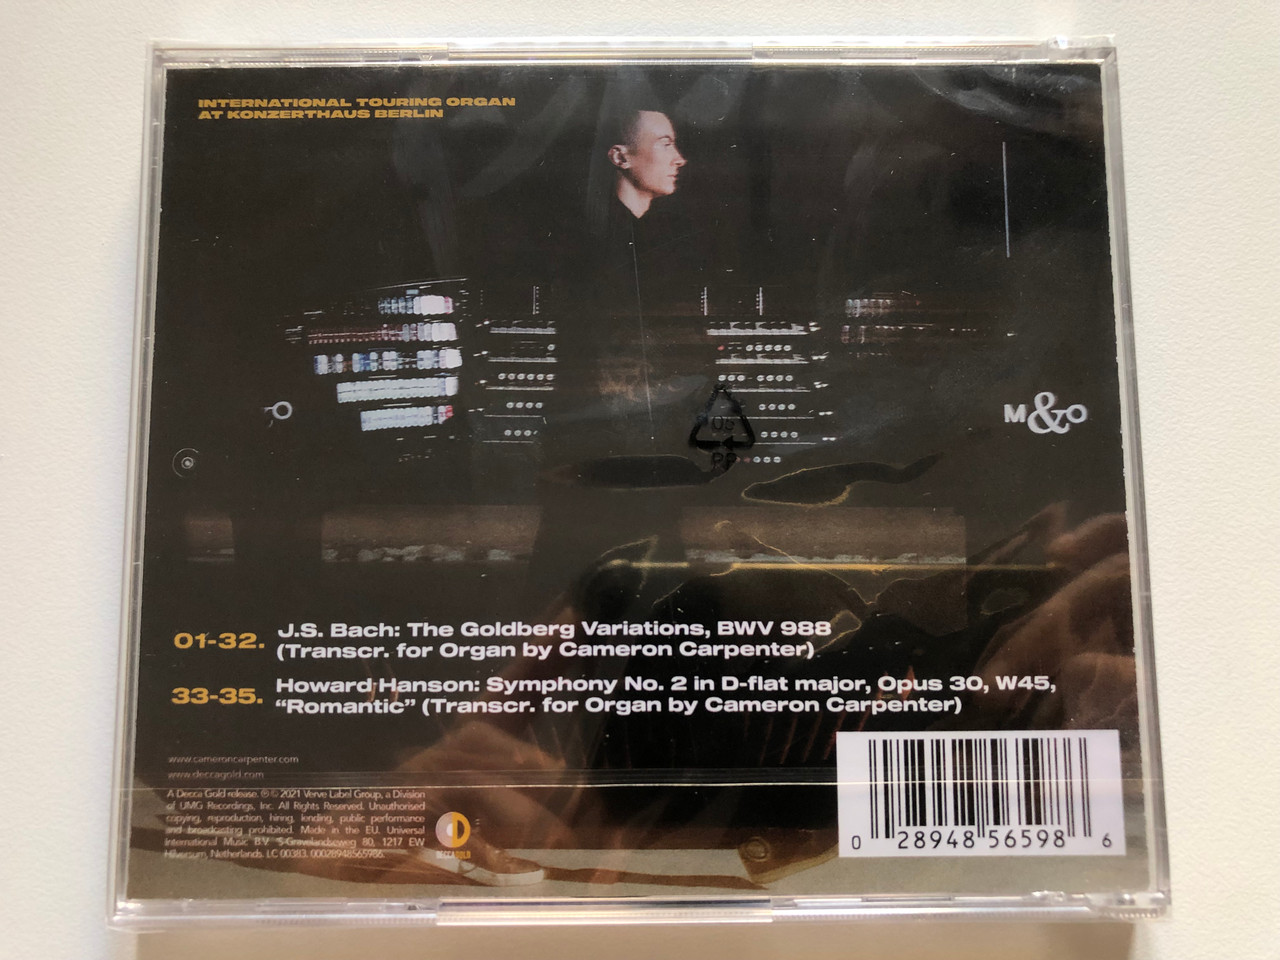 INTERNATIONAL TOURING ORGAN
AT KONZERTHAUS BERLIN
M&O
05
PP
01-32. J.S. Bach: The Goldberg Variations, BWV 988
(Transcr. for Organ by Cameron Carpenter)
33-35. Howard Hanson: Symphony No. 2 in D-flat major, Opus 30, W45,
“Romantic” (Transcr. for Organ by Cameron Carpenter)
www.cameroncarpenter.com
www.deccagold.com
A Decca Gold release. ℗ © 2021 Verve Label Group, a Division
of UMG Recordings, Inc. All Rights Reserved. Unauthorised
copying, reproduction, hiring, lending, public performance
and broadcasting prohibited. Made in the EU. Universal
International Music B.V. 'S-Gravelandseweg 80, 1217 EW
Hilversum, Netherlands. LC 00383. 00028948565986.
DECCAGOLD
0 28948 56598 6